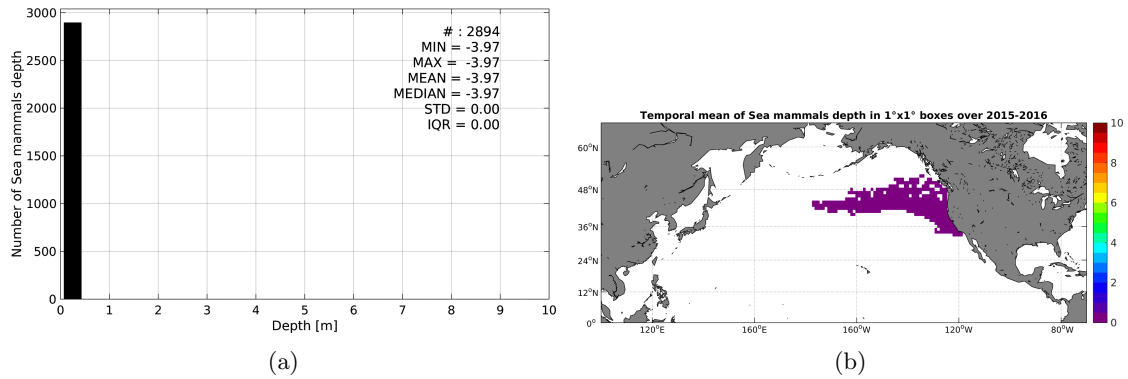 3000
2500
2000
1500
1000
500
0
Number of Sea mammals depth
# : 2894
MIN = -3.97
MAX = -3.97
MEAN = -3.97
MEDIAN = -3.97
STD = 0.00
IQR = 0.00
0 1 2 3 4 5 6 7 8 9 10
Depth [m]
(a)
Temporal mean of Sea mammals depth in 1°x1° boxes over 2015-2016
60°N
48°N
36°N
24°N
12°N
0°
120°E 160°E 160°W 120°W 80°W
10
8
6
4
2
0
(b)